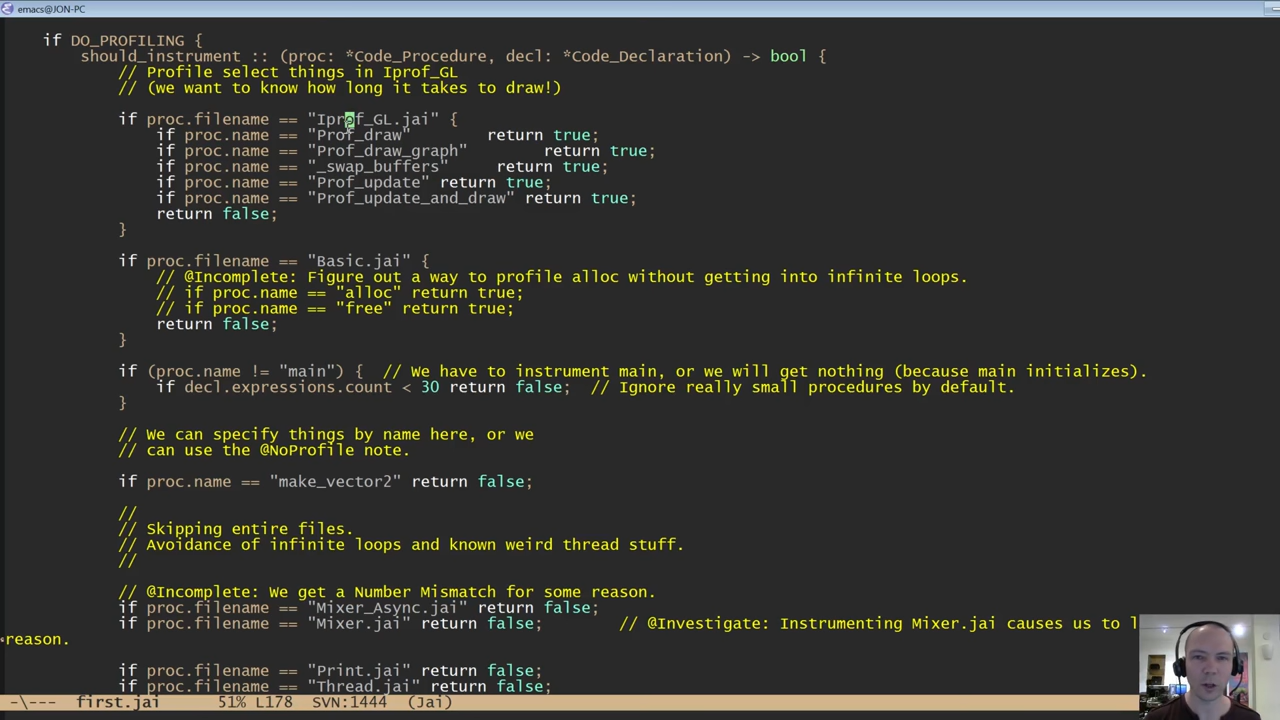 emacs@JON-PC
if DO_PROFILING {
should_instrument :: (proc: *Code_Procedure, decl: *Code_Declaration) -> bool {
// Profile select things in Iprof_GL
// (we want to know how long it takes to draw!)
if proc.filename == "Iprof_GL.jai" {
if proc.name == "Prof_draw" return true;
if proc.name == "Prof_draw_graph" return true;
if proc.name == "_swap_buffers" return true;
if proc.name == "Prof_update" return true;
if proc.name == "Prof_update_and_draw" return true;
return false;
}
if proc.filename == "Basic.jai" {
// @Incomplete: Figure out a way to profile alloc without getting into infinite loops.
// if proc.name == "alloc" return true;
// if proc.name == "free" return true;
return false;
}
if (proc.name != "main") { // We have to instrument main, or we will get nothing (because main initializes).
if decl.expressions.count < 30 return false; // Ignore really small procedures by default.
}
// We can specify things by name here, or we
// can use the @NoProfile note.
if proc.name == "make_vector2" return false;
//
// Skipping entire files.
// Avoidance of infinite loops and known weird thread stuff.
//
// @Incomplete: We get a Number Mismatch for some reason.
if proc.filename == "Mixer_Async.jai" return false;
if proc.filename == "Mixer.jai" return false; // @Investigate: Instrumenting Mixer.jai causes us to l
reason.
if proc.filename == "Print.jai" return false;
if proc.filename == "Thread.jai" return false;
-\--- first.jai 51% L178 SVN:1444 (Jai)